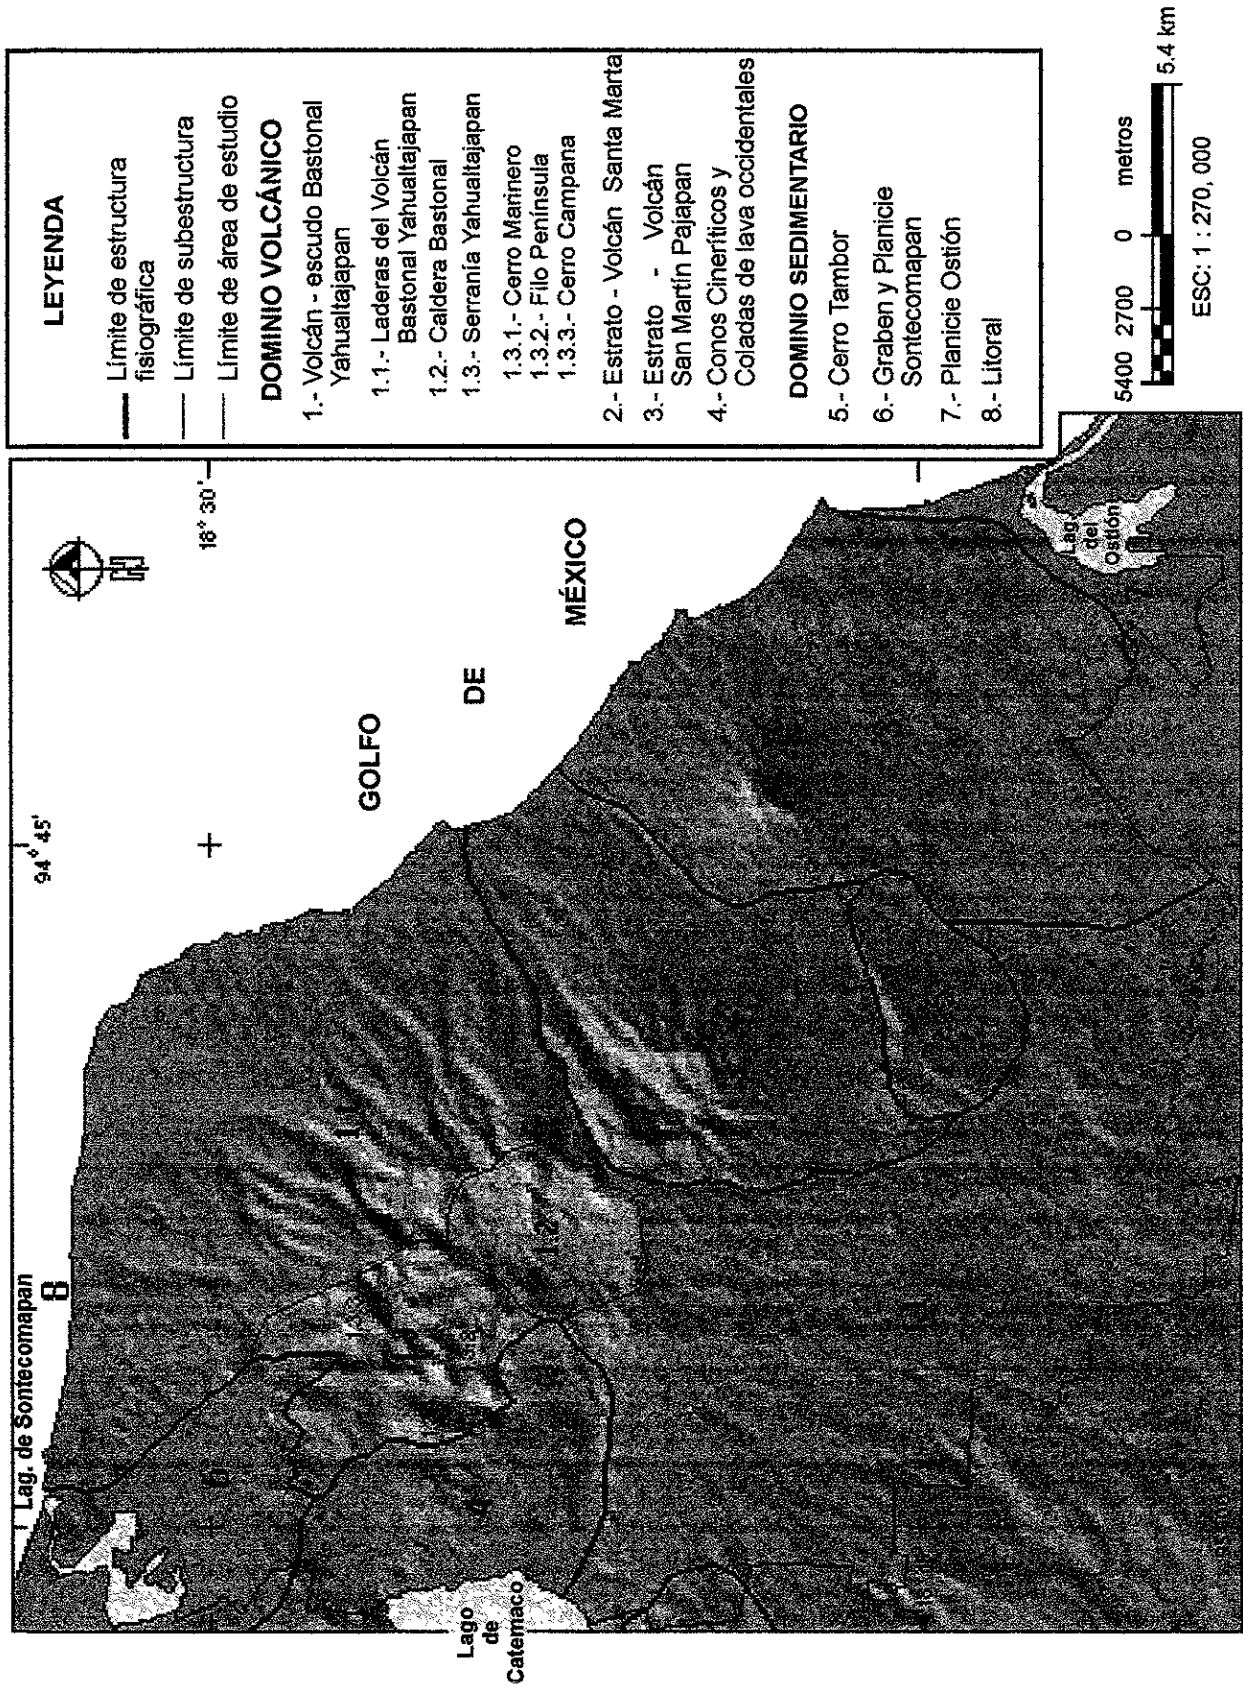 LEYENDA
Límite de estructura
fisiográfica
Límite de subestructura
Límite de área de estudio
DOMINIO VOLCÁNICO
1.- Volcán - escudo Bastonal
Yahualtajapan
1.1.- Laderas del Volcán
Bastonal Yahualtajapan
1.2.- Caldera Bastonal
1.3.- Serranía Yahualtajapan
1.3.1.- Cerro Marinero
1.3.2.- Filo Península
1.3.3.- Cerro Campana
2.- Estrato - Volcán Santa Marta
3.- Estrato - Volcán
San Martín Pajapan
4.- Conos Cineríticos y
Coladas de lava occidentales
DOMINIO SEDIMENTARIO
5.- Cerro Tambor
6.- Graben y Planicie
Sontecomapan
7.- Planicie Ostión
8.- Litoral
5400 2700 0 metros 5.4 km
ESC: 1 : 270, 000
94° 45'
18° 30'
Lag. de Sontecomapan
8
GOLFO
DE
MÉXICO
1.2
Lago
de
Catemaco
Lag.
del
Ostión